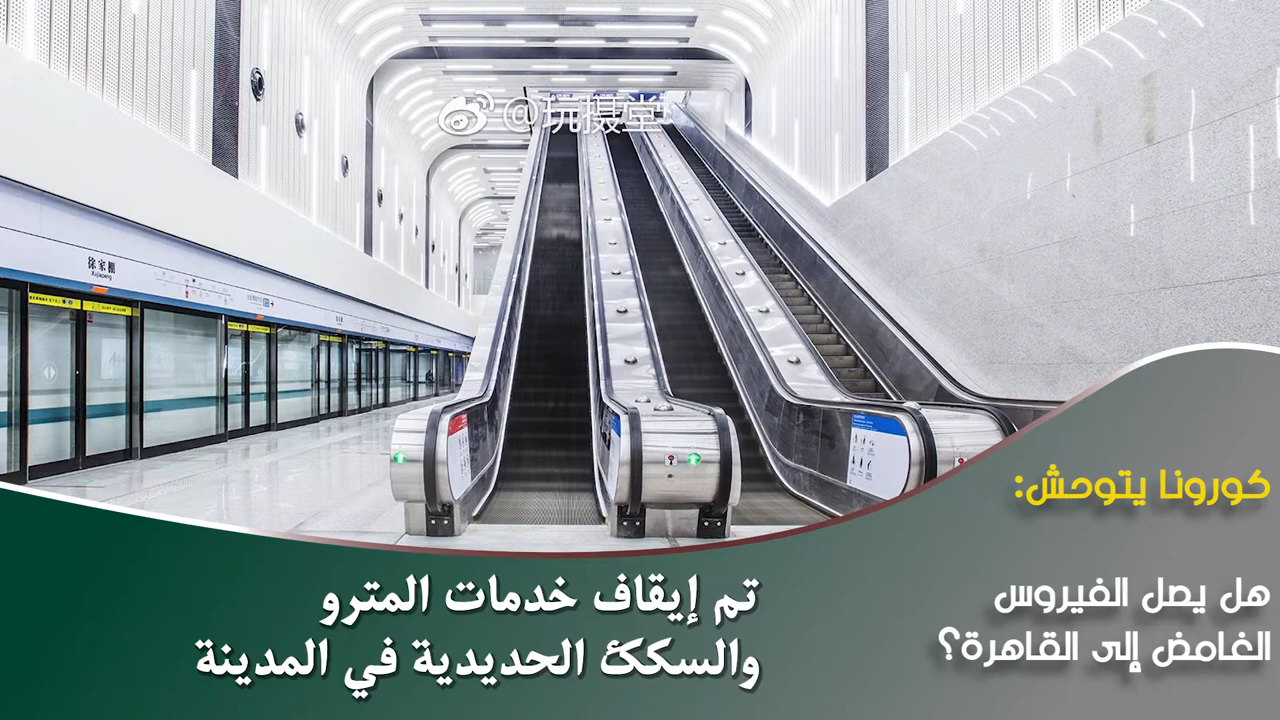 @玩摄堂
徐家棚
Xujiapeng
كورونا يتوحش:
هل يصل الفيروس
الغامض إلى القاهرة؟
تم إيقاف خدمات المترو
والسكك الحديدية في المدينة